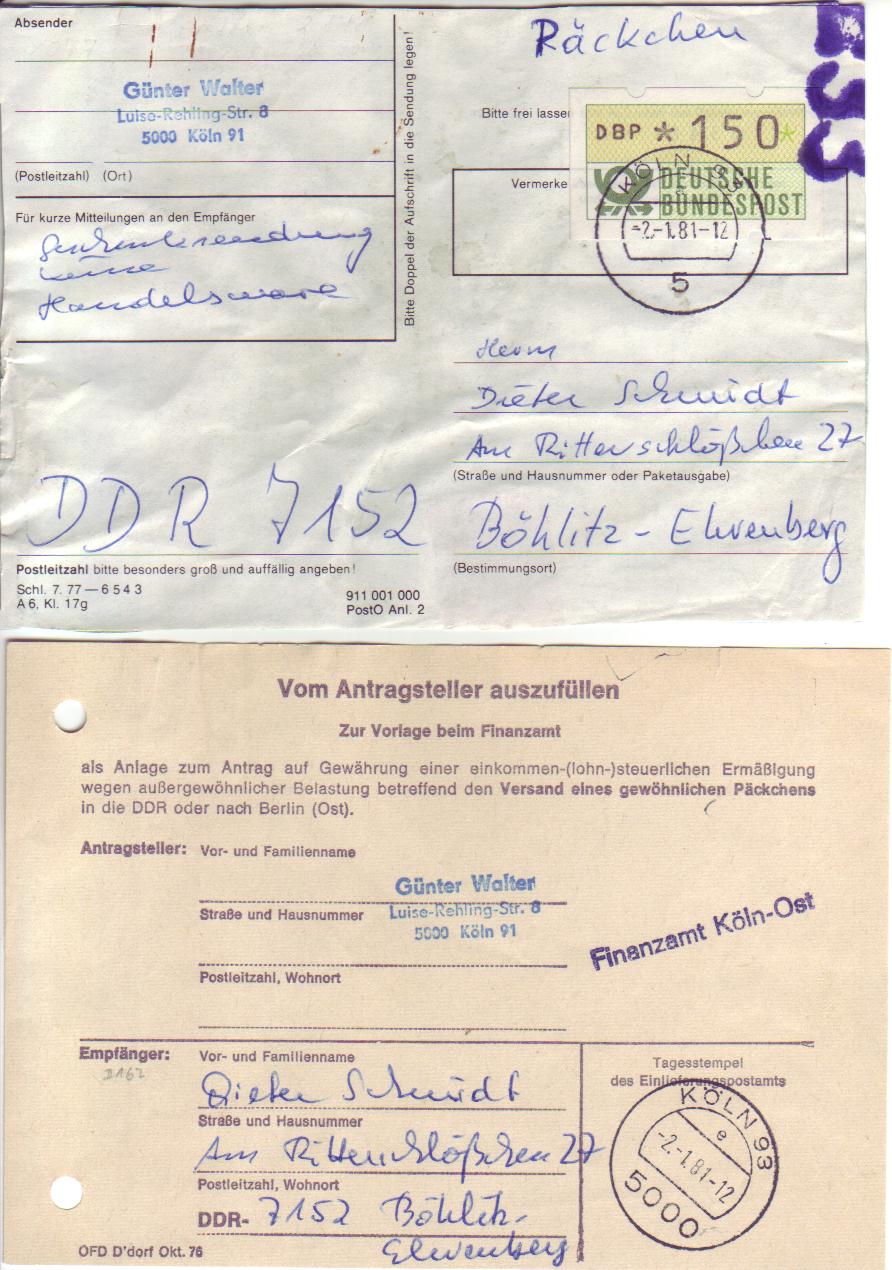 Absender
Günter Walter
Luise-Rehling-Str. 8
5000 Köln 91
(Postleitzahl) (Ort)
Für kurze Mitteilungen an den Empfänger
Geschenksendung
keine
Handelsware
Bitte Doppel der Aufschrift in die Sendung legen!
Päckchen
Bitte frei lassen
DBP *150*
DEUTSCHE
BUNDESPOST
Vermerke
KÖLN 93
-2.-1.81-12
5
Herrn
Dieter Schmidt
Am Ritterschlößchen 27
(Straße und Hausnummer oder Paketausgabe)
DDR 7152
Böhlitz-Ehrenberg
(Bestimmungsort)
Postleitzahl bitte besonders groß und auffällig angeben!
Schl. 7. 77 — 6 5 4 3
A 6, Kl. 17g
911 001 000
PostO Anl. 2
Vom Antragsteller auszufüllen
Zur Vorlage beim Finanzamt
als Anlage zum Antrag auf Gewährung einer einkommen-(lohn-)steuerlichen Ermäßigung
wegen außergewöhnlicher Belastung betreffend den Versand eines gewöhnlichen Päckchens
in die DDR oder nach Berlin (Ost).
Antragsteller: Vor- und Familienname
Günter Walter
Straße und Hausnummer
Luise-Rehling-Str. 8
5000 Köln 91
Finanzamt Köln-Ost
Postleitzahl, Wohnort
Empfänger: Vor- und Familienname
Dieter Schmidt
Straße und Hausnummer
Am Ritterschlößchen 27
Postleitzahl, Wohnort
DDR- 7152 Böhlitz-
Ehrenberg
Tagesstempel
des Einlieferungspostamts
KÖLN 93
e
-2.-1.81-12
5000
OFD D'dorf Okt. 76